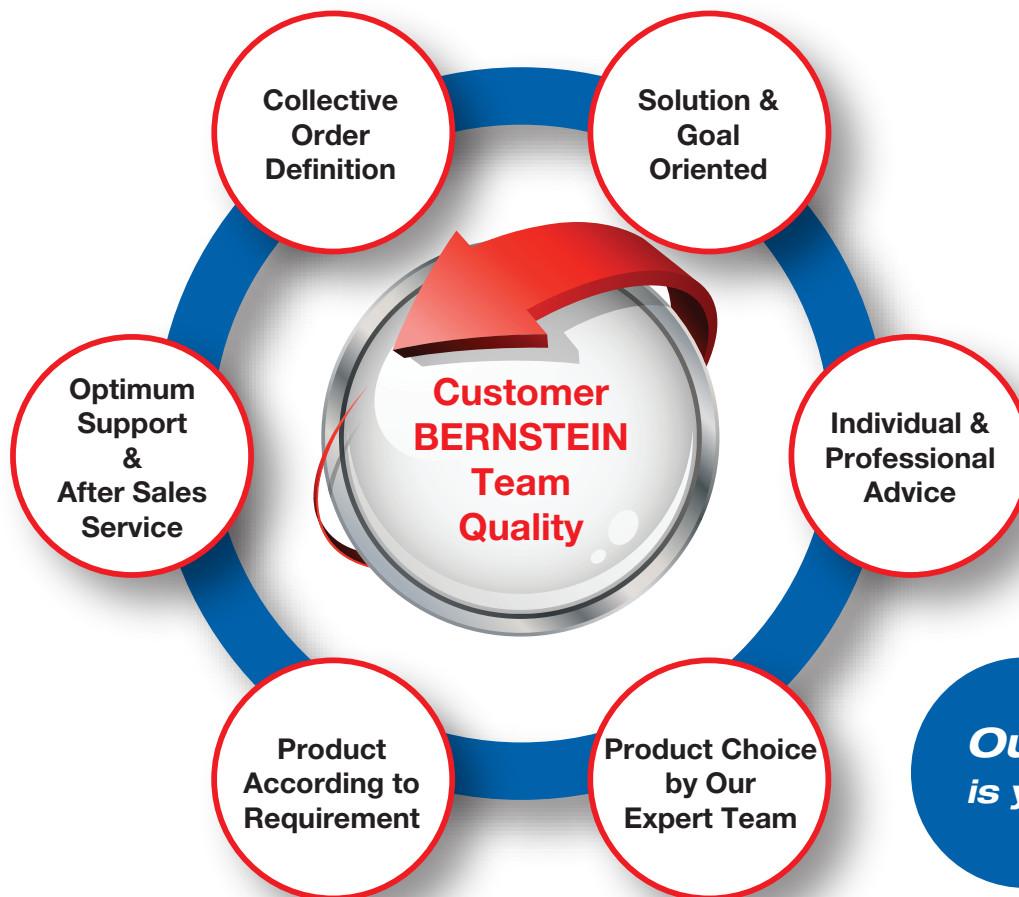 Collective
Order
Definition
Solution &
Goal
Oriented
Optimum
Support
&
After Sales
Service
Customer
BERNSTEIN
Team
Quality
Individual &
Professional
Advice
Product
According to
Requirement
Product Choice
by Our
Expert Team
is